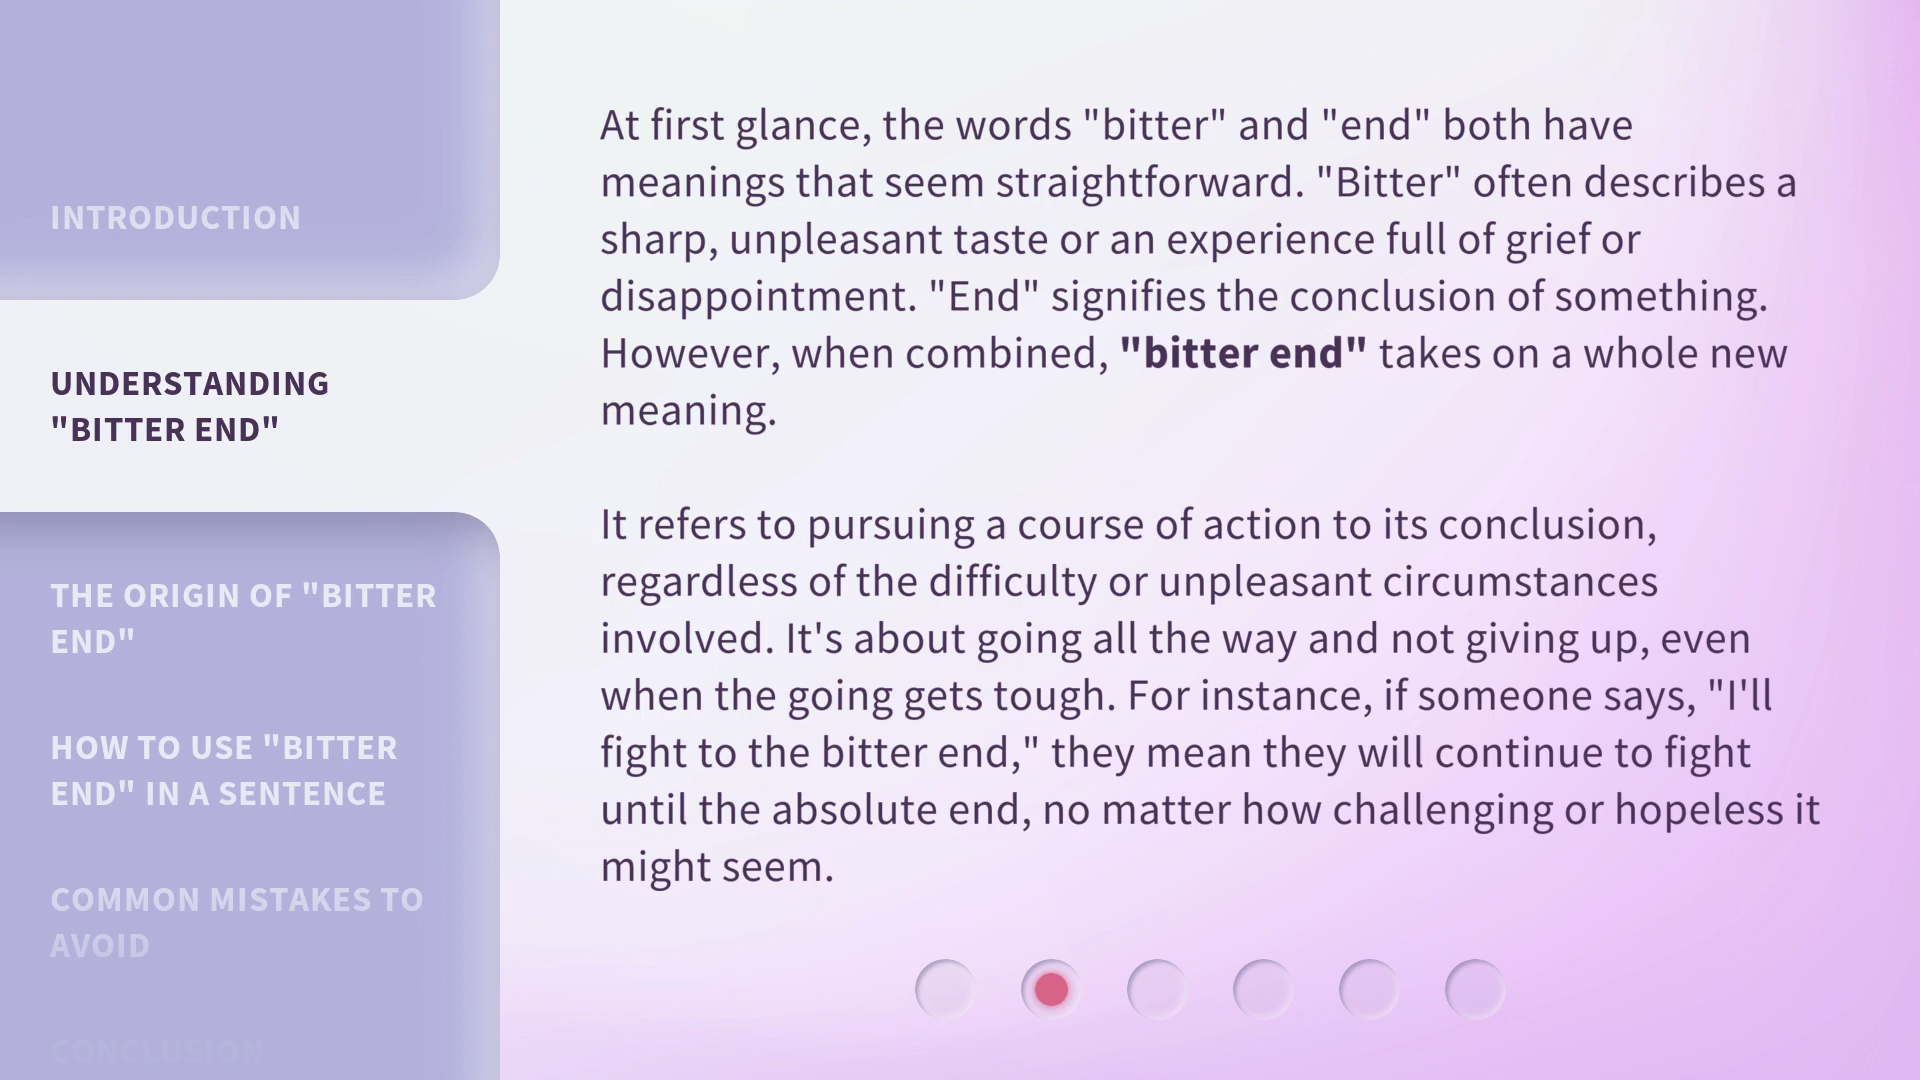 INTRODUCTION
UNDERSTANDING
"BITTER END"
THE ORIGIN OF "BITTER
END"
HOW TO USE "BITTER
END" IN A SENTENCE
COMMON MISTAKES TO
AVOID
CONCLUSION
At first glance, the words "bitter" and "end" both have
meanings that seem straightforward. "Bitter" often describes a
sharp, unpleasant taste or an experience full of grief or
disappointment. "End" signifies the conclusion of something.
However, when combined, "bitter end" takes on a whole new
meaning.
It refers to pursuing a course of action to its conclusion,
regardless of the difficulty or unpleasant circumstances
involved. It's about going all the way and not giving up, even
when the going gets tough. For instance, if someone says, "I'll
fight to the bitter end," they mean they will continue to fight
until the absolute end, no matter how challenging or hopeless it
might seem.